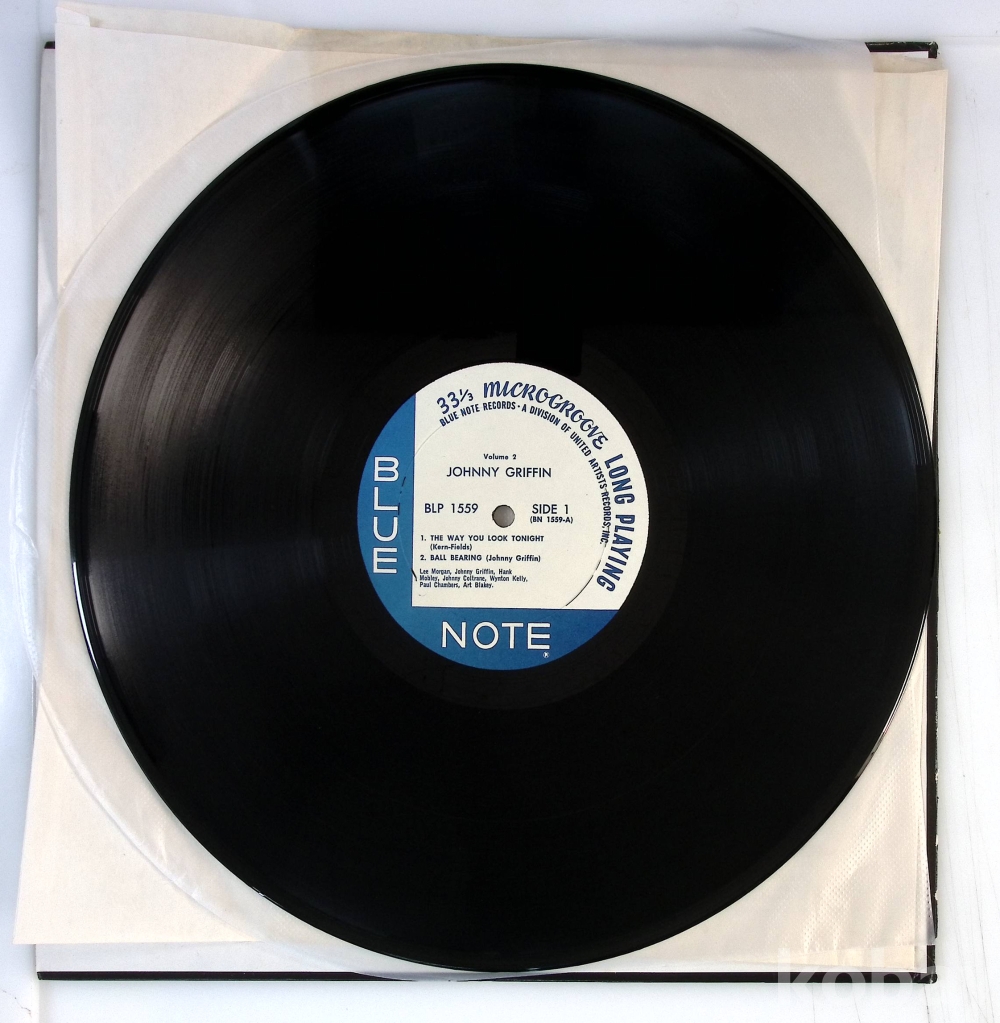 33⅓ MICROGROOVE LONG PLAYING
BLUE NOTE RECORDS · A DIVISION OF UNITED ARTISTS RECORDS, INC.
Volume 2
JOHNNY GRIFFIN
BLP 1559
SIDE 1
(BN 1559-A)
1. THE WAY YOU LOOK TONIGHT
(Kern-Fields)
2. BALL BEARING (Johnny Griffin)
Lee Morgan, Johnny Griffin, Hank
Mobley, Johnny Coltrane, Wynton Kelly,
Paul Chambers, Art Blakey.
BLUE
NOTE
®